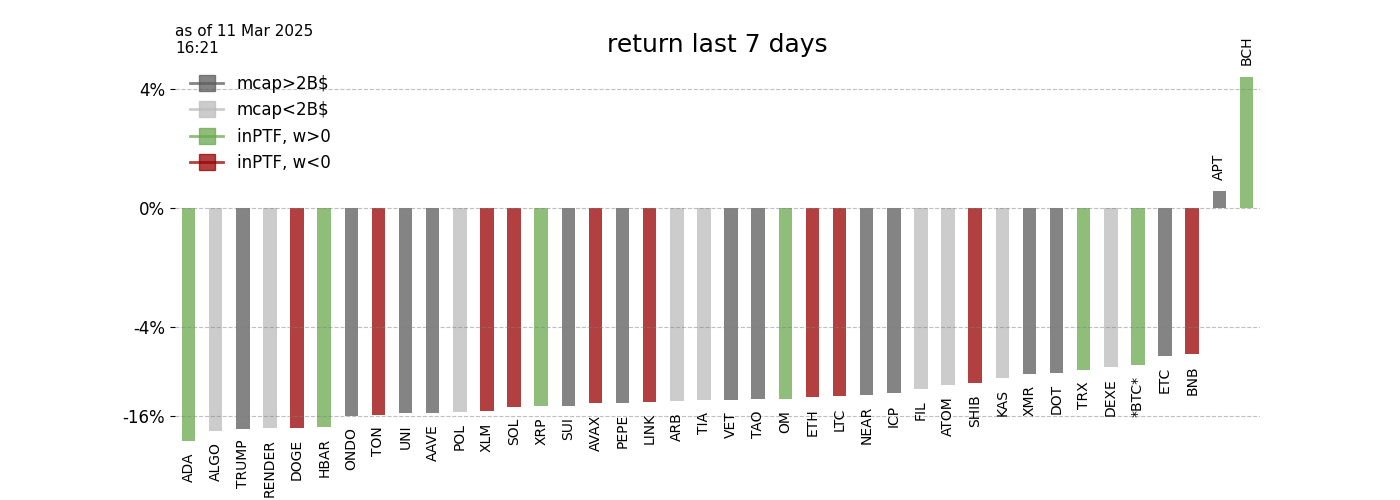 as of 11 Mar 2025
16:21
return last 7 days
mcap>2B$
mcap<2B$
inPTF, w>0
inPTF, w<0
4%
0%
-4%
-16%
ADA
ALGO
TRUMP
RENDER
DOGE
HBAR
ONDO
TON
UNI
AAVE
POL
XLM
SOL
XRP
SUI
AVAX
PEPE
LINK
ARB
TIA
VET
TAO
OM
ETH
LTC
NEAR
ICP
FIL
ATOM
SHIB
KAS
XMR
DOT
TRX
DEXE
*BTC*
ETC
BNB
APT
BCH